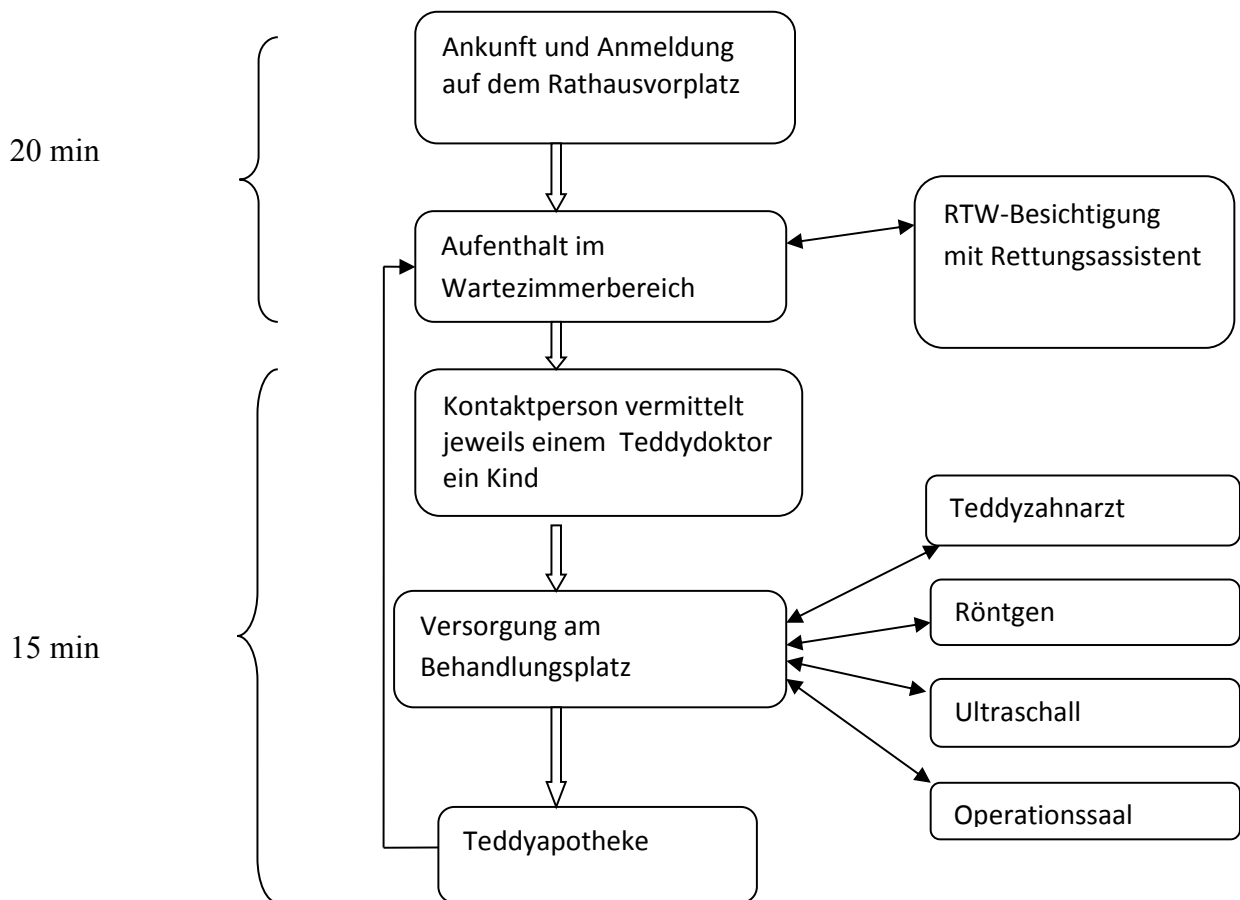 Ankunft und Anmeldung
auf dem Rathausvorplatz
20 min
RTW-Besichtigung
mit Rettungsassistent
Aufenthalt im
Wartezimmerbereich
Kontaktperson vermittelt
jeweils einem Teddydoktor
ein Kind
Teddyzahnarzt
Röntgen
15 min
Versorgung am
Behandlungsplatz
Ultraschall
Operationssaal
Teddyapotheke